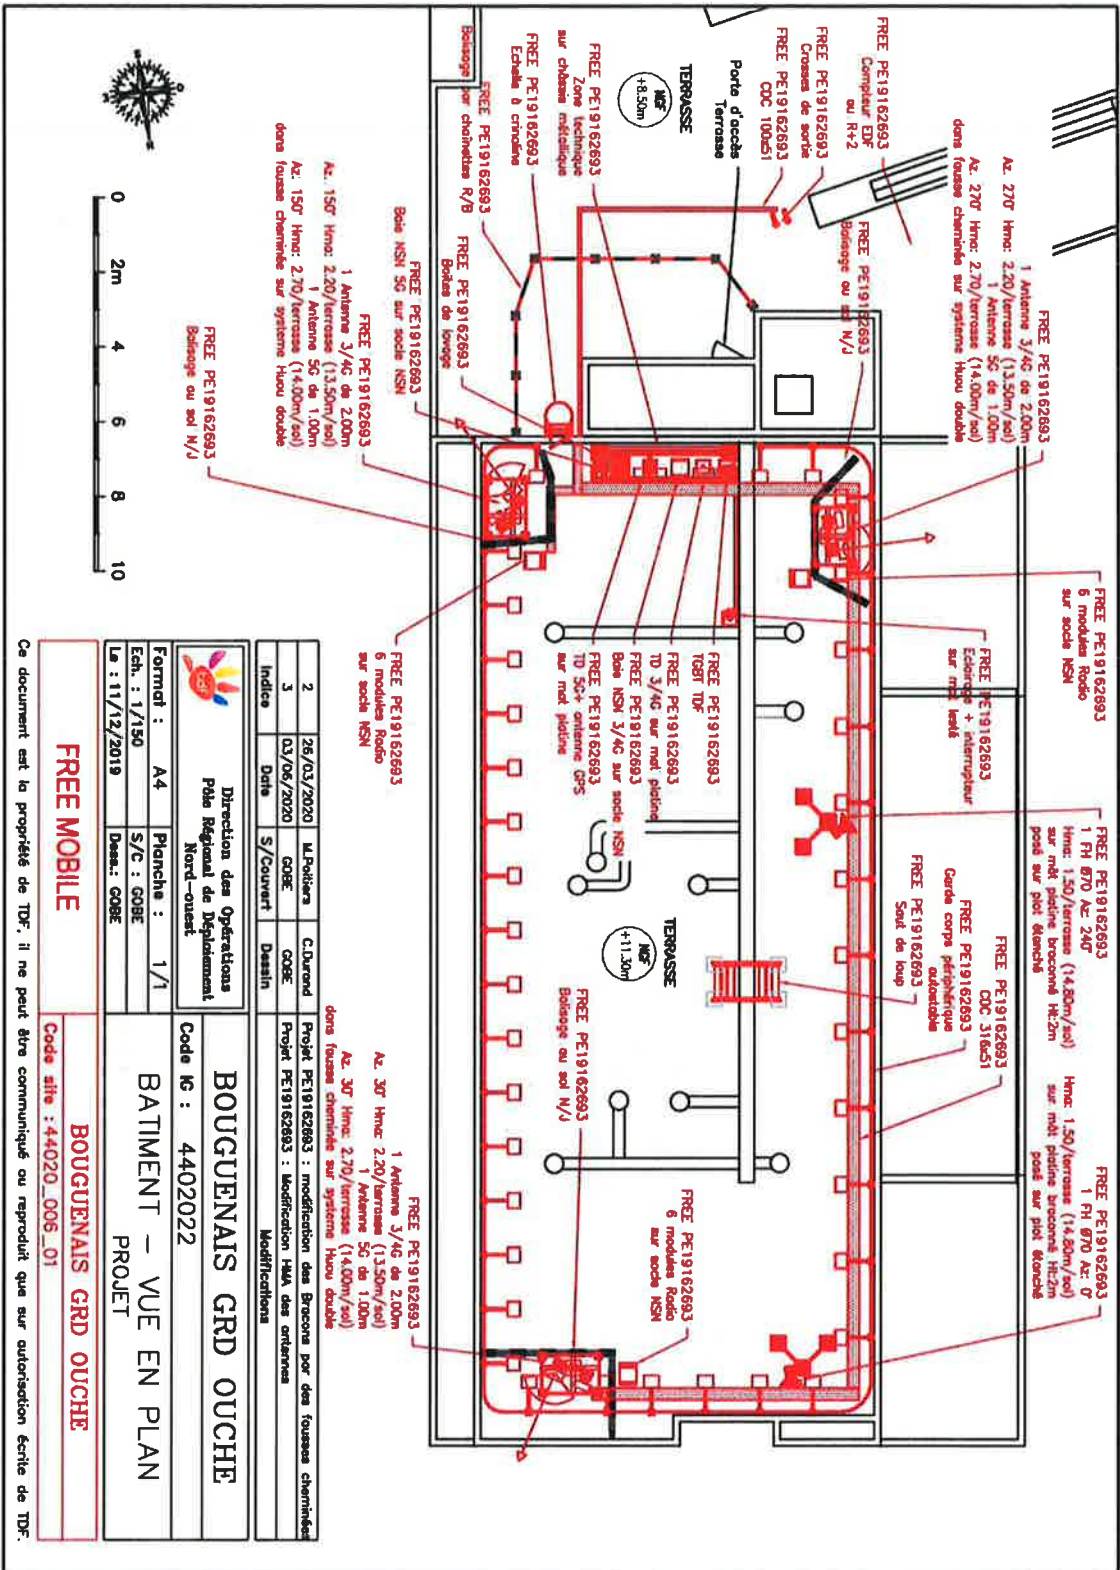 FREE PE19162693
Compteur EDF
au R+2
FREE PE19162693
Crosses de sortie
FREE PE19162693
CDC 100x51
Porte d'accès
Terrasse
TERRASSE
NGF
+8.50m
FREE PE19162693
Zone technique
sur châssis métallique
FREE PE19162693
Echelle à crinoline
FREE PE19162693
Balisage par chainettes R/B
FREE PE19162693
1 Antenne 3/4G de 2.00m
Az. 270° Hma: 2.20/terrasse (13.50m/sol)
1 Antenne 5G de 1.00m
Az. 270° Hma: 2.70/terrasse (14.00m/sol)
dans fausse cheminée sur systeme Huou double
FREE PE19162693
Balisage au sol N/J
FREE PE19162693
Boites de lovage
FREE PE19162693
Baie NSN 5G sur socle NSN
FREE PE19162693
1 Antenne 3/4G de 2.00m
Az. 150° Hma: 2.20/terrasse (13.50m/sol)
1 Antenne 5G de 1.00m
Az. 150° Hma: 2.70/terrasse (14.00m/sol)
dans fausse cheminée sur systeme Huou double
FREE PE19162693
Balisage au sol N/J
FREE PE19162693
6 modules Radio
sur socle NSN
FREE PE19162693
Eclairage + interrupteur
sur mat lesté
FREE PE19162693
TGBT TDF
FREE PE19162693
TD 3/4G sur mat platine
FREE PE19162693
Baie NSN 3/4G sur socle NSN
FREE PE19162693
TD 5G+ antenne GPS
sur mat platine
FREE PE19162693
6 modules Radio
sur socle NSN
FREE PE19162693
1 FH Ø70 Az: 240°
Hma: 1.50/terrasse (14.80m/sol)
sur mât platine braconné Ht:2m
posé sur plot étanché
FREE PE19162693
CDC 316x51
FREE PE19162693
Garde corps périphérique
autostable
FREE PE19162693
Saut de loup
TERRASSE
NGF
+11.30m
FREE PE19162693
1 FH Ø70 Az: 0°
Hma: 1.50/terrasse (14.80m/sol)
sur mât platine braconné Ht:2m
posé sur plot étanché
FREE PE19162693
Balisage au sol N/J
FREE PE19162693
6 modules Radio
sur socle NSN
FREE PE19162693
1 Antenne 3/4G de 2.00m
Az. 30° Hma: 2.20/terrasse (13.50m/sol)
1 Antenne 5G de 1.00m
Az. 30° Hma: 2.70/terrasse (14.00m/sol)
dans fausse cheminée sur systeme Huou double
0 2m 4 6 8 10
2 26/03/2020 M.Poitiers C.Durand Projet PE19162693 : modification des Bracons par des fausses cheminées
3 03/06/2020 GOBE GOBE Projet PE19162693 : Modification HMA des antennes
Indice Date S/Couvert Dessin Modifications
Direction des Opérations
Pôle Régional de Déploiement
Nord-ouest
BOUGUENAIS GRD OUCHE
Code IG : 4402022
Format : A4 Planche : 1/1
Ech. : 1/150 S/C : GOBE
Le : 11/12/2019 Dess.: GOBE
BATIMENT - VUE EN PLAN
PROJET
FREE MOBILE
BOUGUENAIS GRD OUCHE
Code site : 44020_006_01
Ce document est la propriété de TDF, il ne peut être communiqué ou reproduit que sur autorisation écrite de TDF.